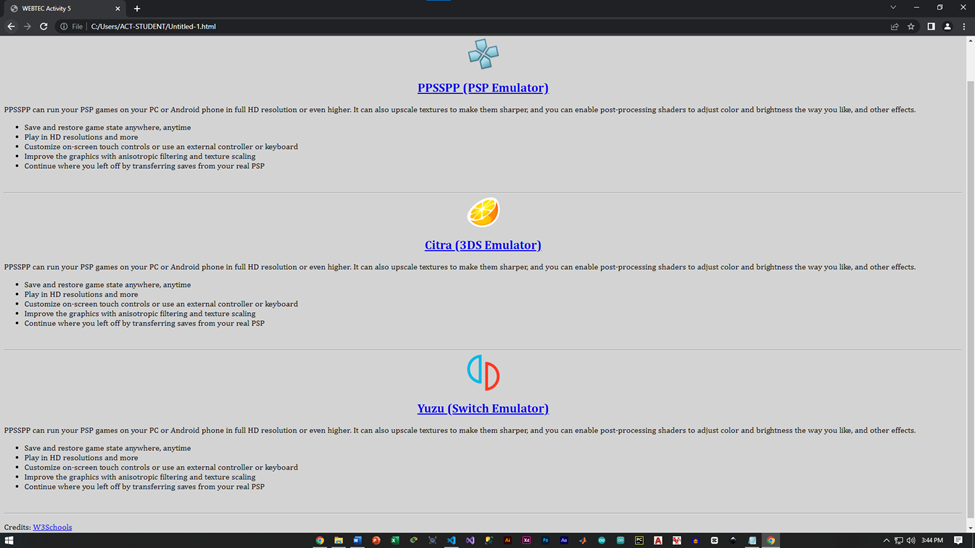 WEBTEC Activity 5
File
C:/Users/ACT-STUDENT/Untitled-1.html
PPSSPP (PSP Emulator)
PPSSPP can run your PSP games on your PC or Android phone in full HD resolution or even higher. It can also upscale textures to make them sharper, and you can enable post-processing shaders to adjust color and brightness the way you like, and other effects.
Save and restore game state anywhere, anytime
Play in HD resolutions and more
Customize on-screen touch controls or use an external controller or keyboard
Improve the graphics with anisotropic filtering and texture scaling
Continue where you left off by transferring saves from your real PSP
Citra (3DS Emulator)
PPSSPP can run your PSP games on your PC or Android phone in full HD resolution or even higher. It can also upscale textures to make them sharper, and you can enable post-processing shaders to adjust color and brightness the way you like, and other effects.
Save and restore game state anywhere, anytime
Play in HD resolutions and more
Customize on-screen touch controls or use an external controller or keyboard
Improve the graphics with anisotropic filtering and texture scaling
Continue where you left off by transferring saves from your real PSP
Yuzu (Switch Emulator)
PPSSPP can run your PSP games on your PC or Android phone in full HD resolution or even higher. It can also upscale textures to make them sharper, and you can enable post-processing shaders to adjust color and brightness the way you like, and other effects.
Save and restore game state anywhere, anytime
Play in HD resolutions and more
Customize on-screen touch controls or use an external controller or keyboard
Improve the graphics with anisotropic filtering and texture scaling
Continue where you left off by transferring saves from your real PSP
Credits: W3Schools
Ai Xd Ps Ae PC
3:44 PM